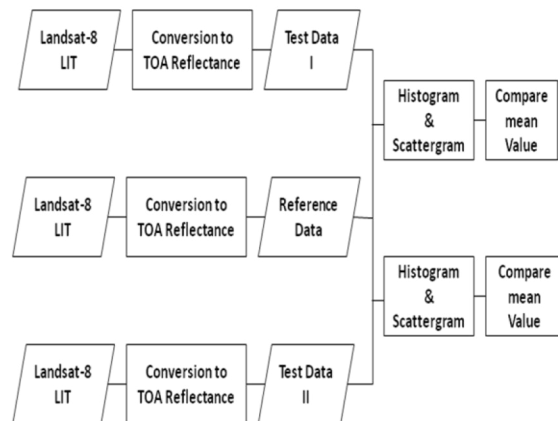 Landsat-8
LIT
Conversion to
TOA Reflectance
Test Data
I
Histogram
&
Scattergram
Compare
mean
Value
Landsat-8
LIT
Conversion to
TOA Reflectance
Reference
Data
Histogram
&
Scattergram
Compare
mean
Value
Landsat-8
LIT
Conversion to
TOA Reflectance
Test Data
II